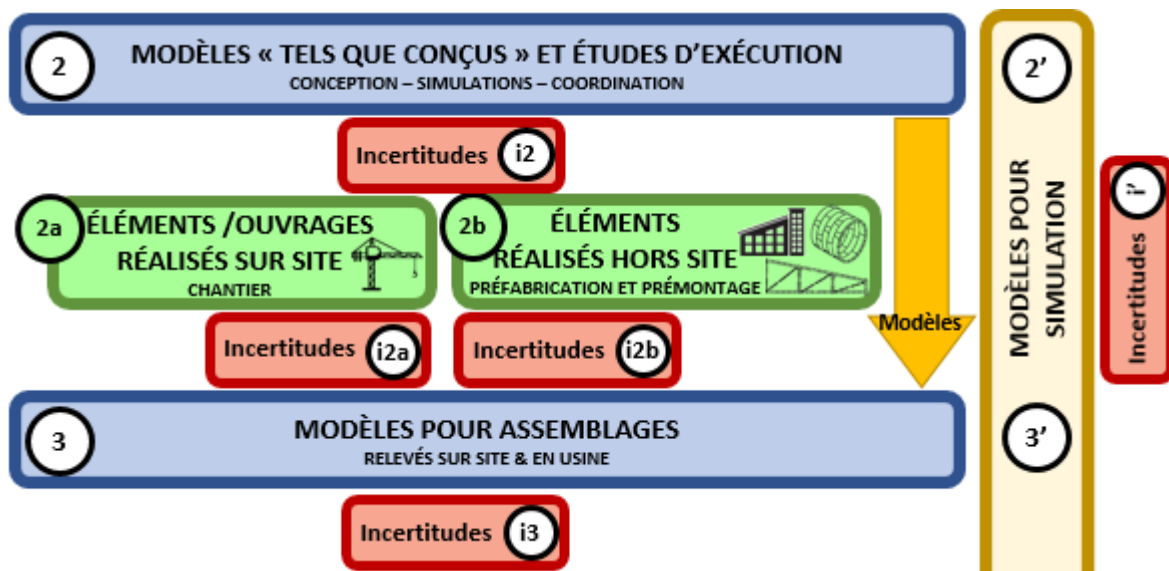 2
MODÈLES « TELS QUE CONÇUS » ET ÉTUDES D'EXÉCUTION
CONCEPTION – SIMULATIONS – COORDINATION
Incertitudes i2
2a
ÉLÉMENTS /OUVRAGES
RÉALISÉS SUR SITE
CHANTIER
2b
ÉLÉMENTS
RÉALISÉS HORS SITE
PRÉFABRICATION ET PRÉMONTAGE
Incertitudes i2a
Incertitudes i2b
Modèles
3
MODÈLES POUR ASSEMBLAGES
RELEVÉS SUR SITE & EN USINE
Incertitudes i3
2'
MODÈLES POUR
SIMULATION
3'
Incertitudes i'